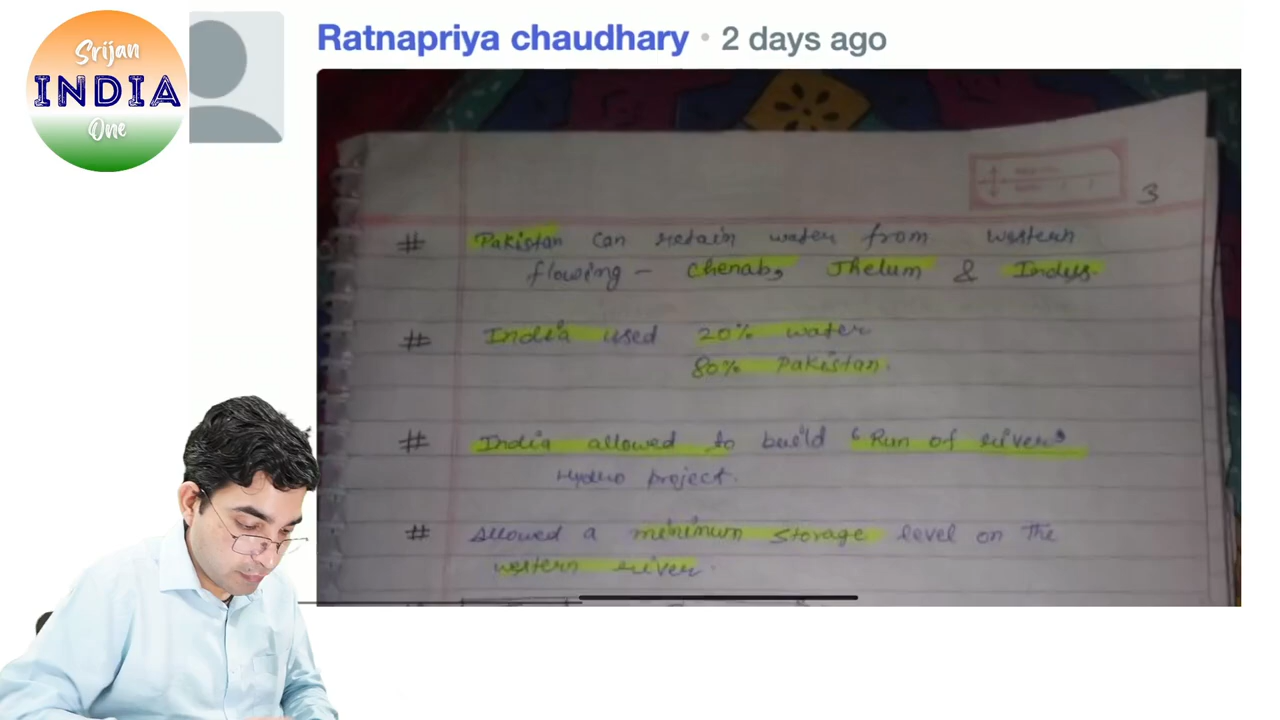 Srijan
INDIA
One
Ratnapriya chaudhary • 2 days ago
3
# Pakistan can retain water from western
flowing - Chenab, Jhelum & Indus.
# India used 20% water
80% Pakistan.
# India allowed to build "Run of river"
Hydro project.
# Allowed a minimum storage level on the
western river.